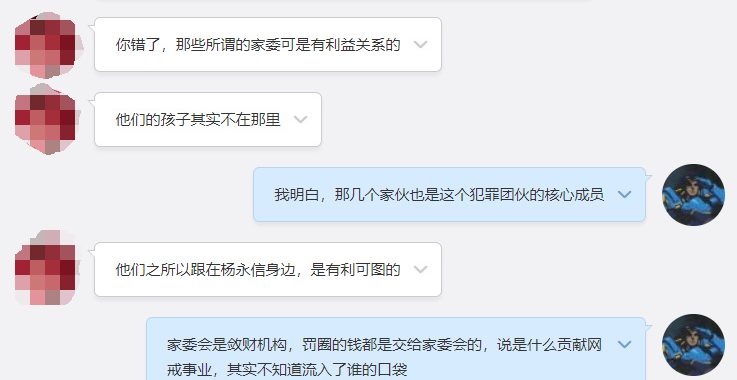 你错了，那些所谓的家委可是有利益关系的
他们的孩子其实不在那里
我明白，那几个家伙也是这个犯罪团伙的核心成员
他们之所以跟在杨永信身边，是有利可图的
家委会是敛财机构，罚圈的钱都是交给家委会的，说是什么贡献网
戒事业，其实不知道流入了谁的口袋